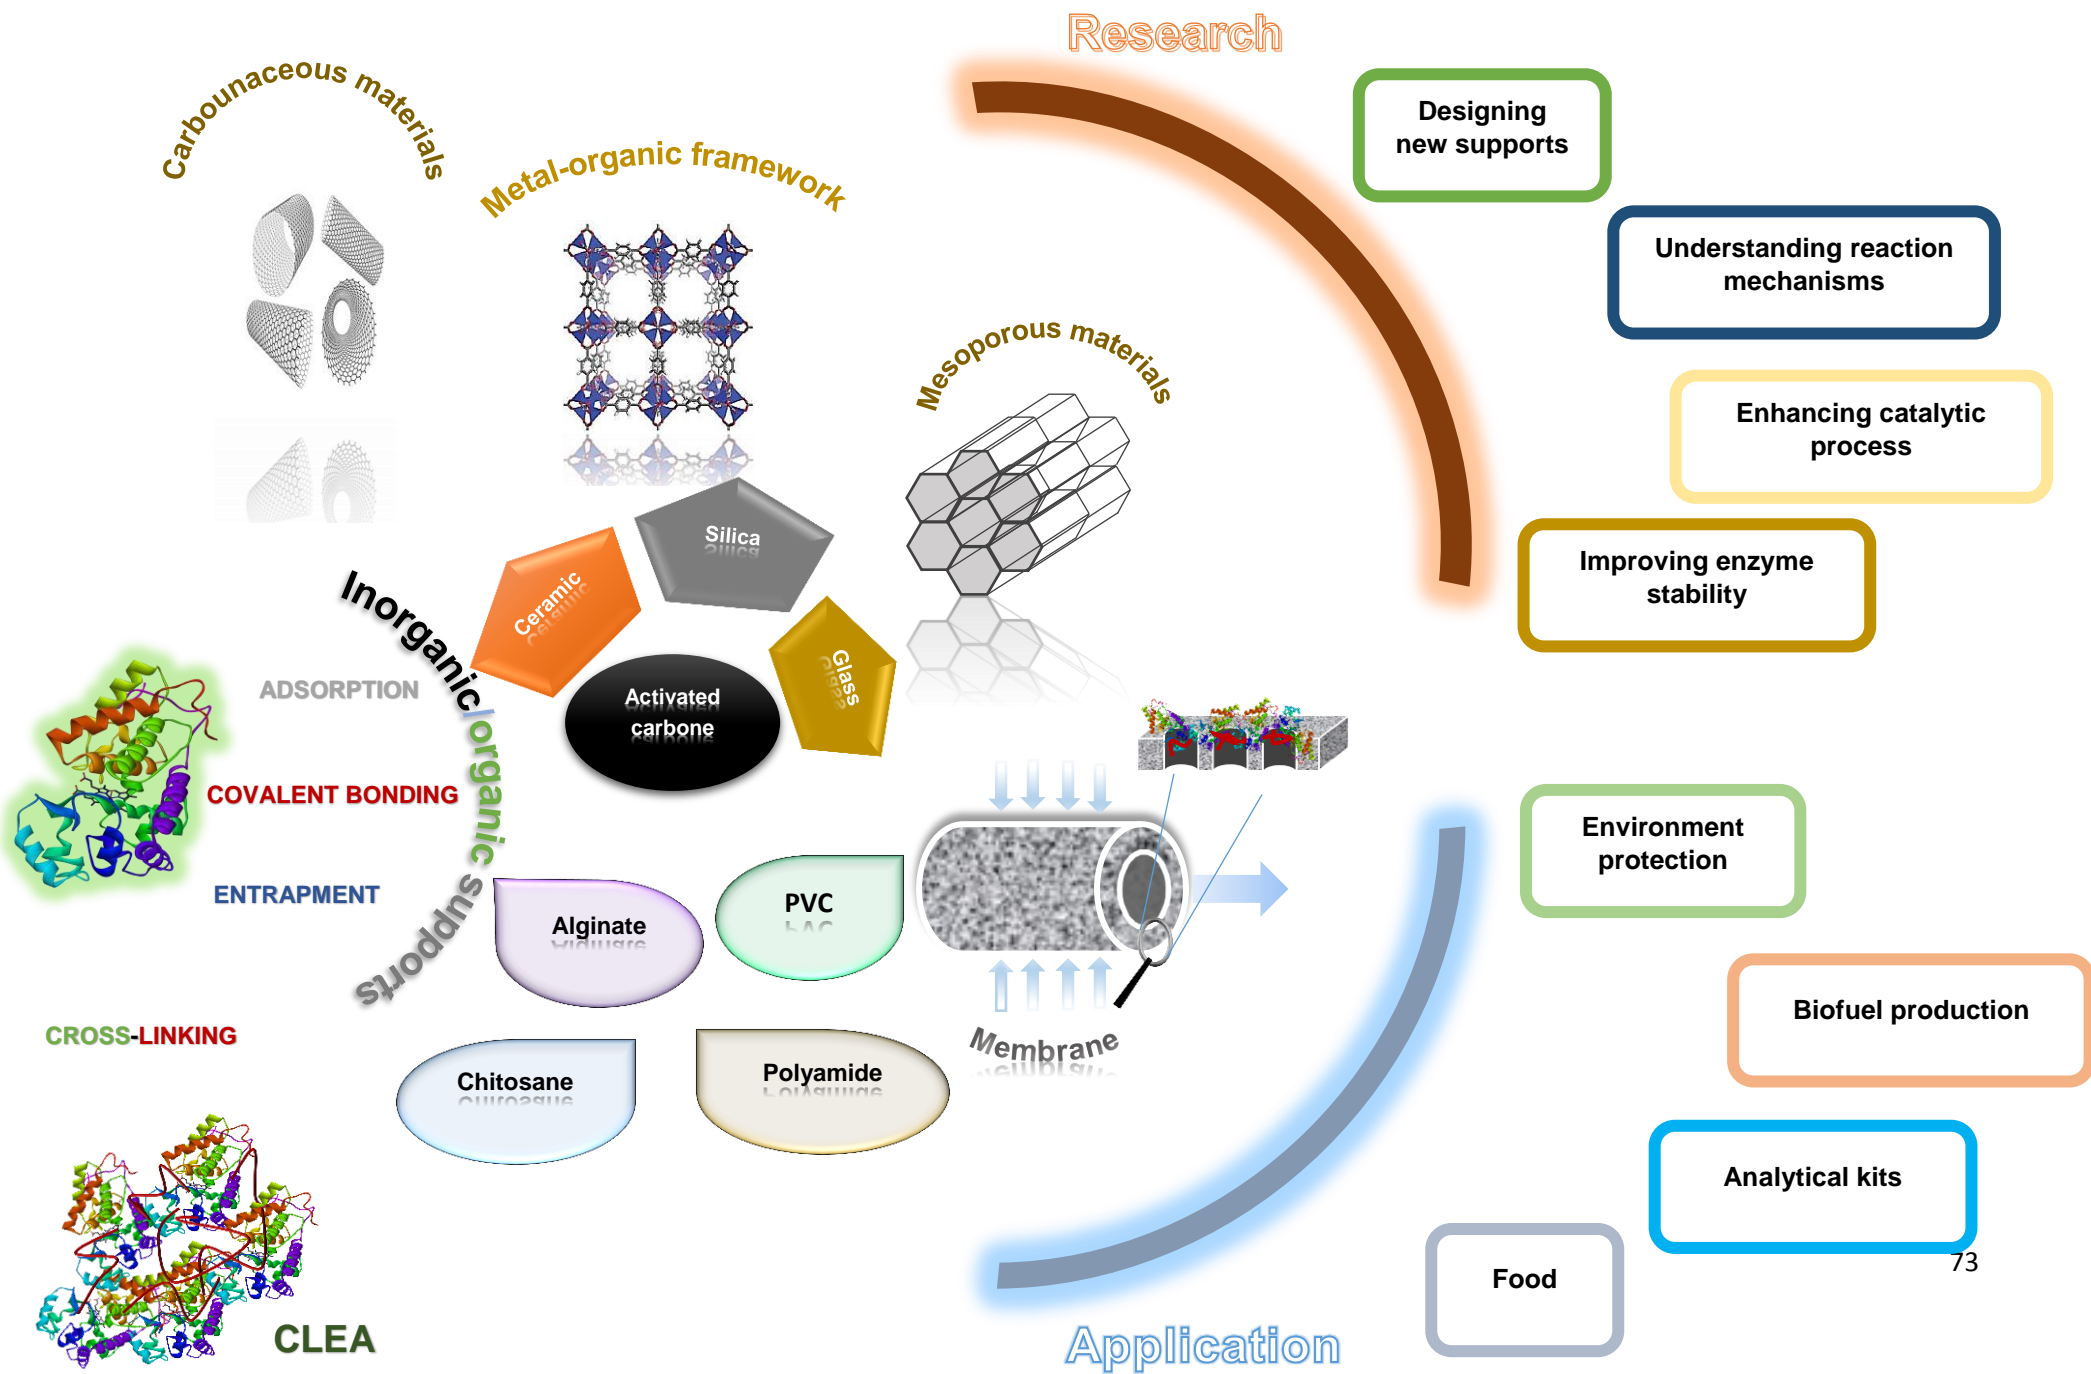 Research
Carbounaceous materials
Metal-organic framework
Mesoporous materials
Designing
new supports
Understanding reaction
mechanisms
Enhancing catalytic
process
Improving enzyme
stability
Silica
Ceramic
Glass
Activated
carbone
Inorganic/organic supports
ADSORPTION
COVALENT BONDING
ENTRAPMENT
CROSS-LINKING
CLEA
Alginate
PVC
Chitosane
Polyamide
Membrane
Environment
protection
Biofuel production
Analytical kits
73
Food
Application